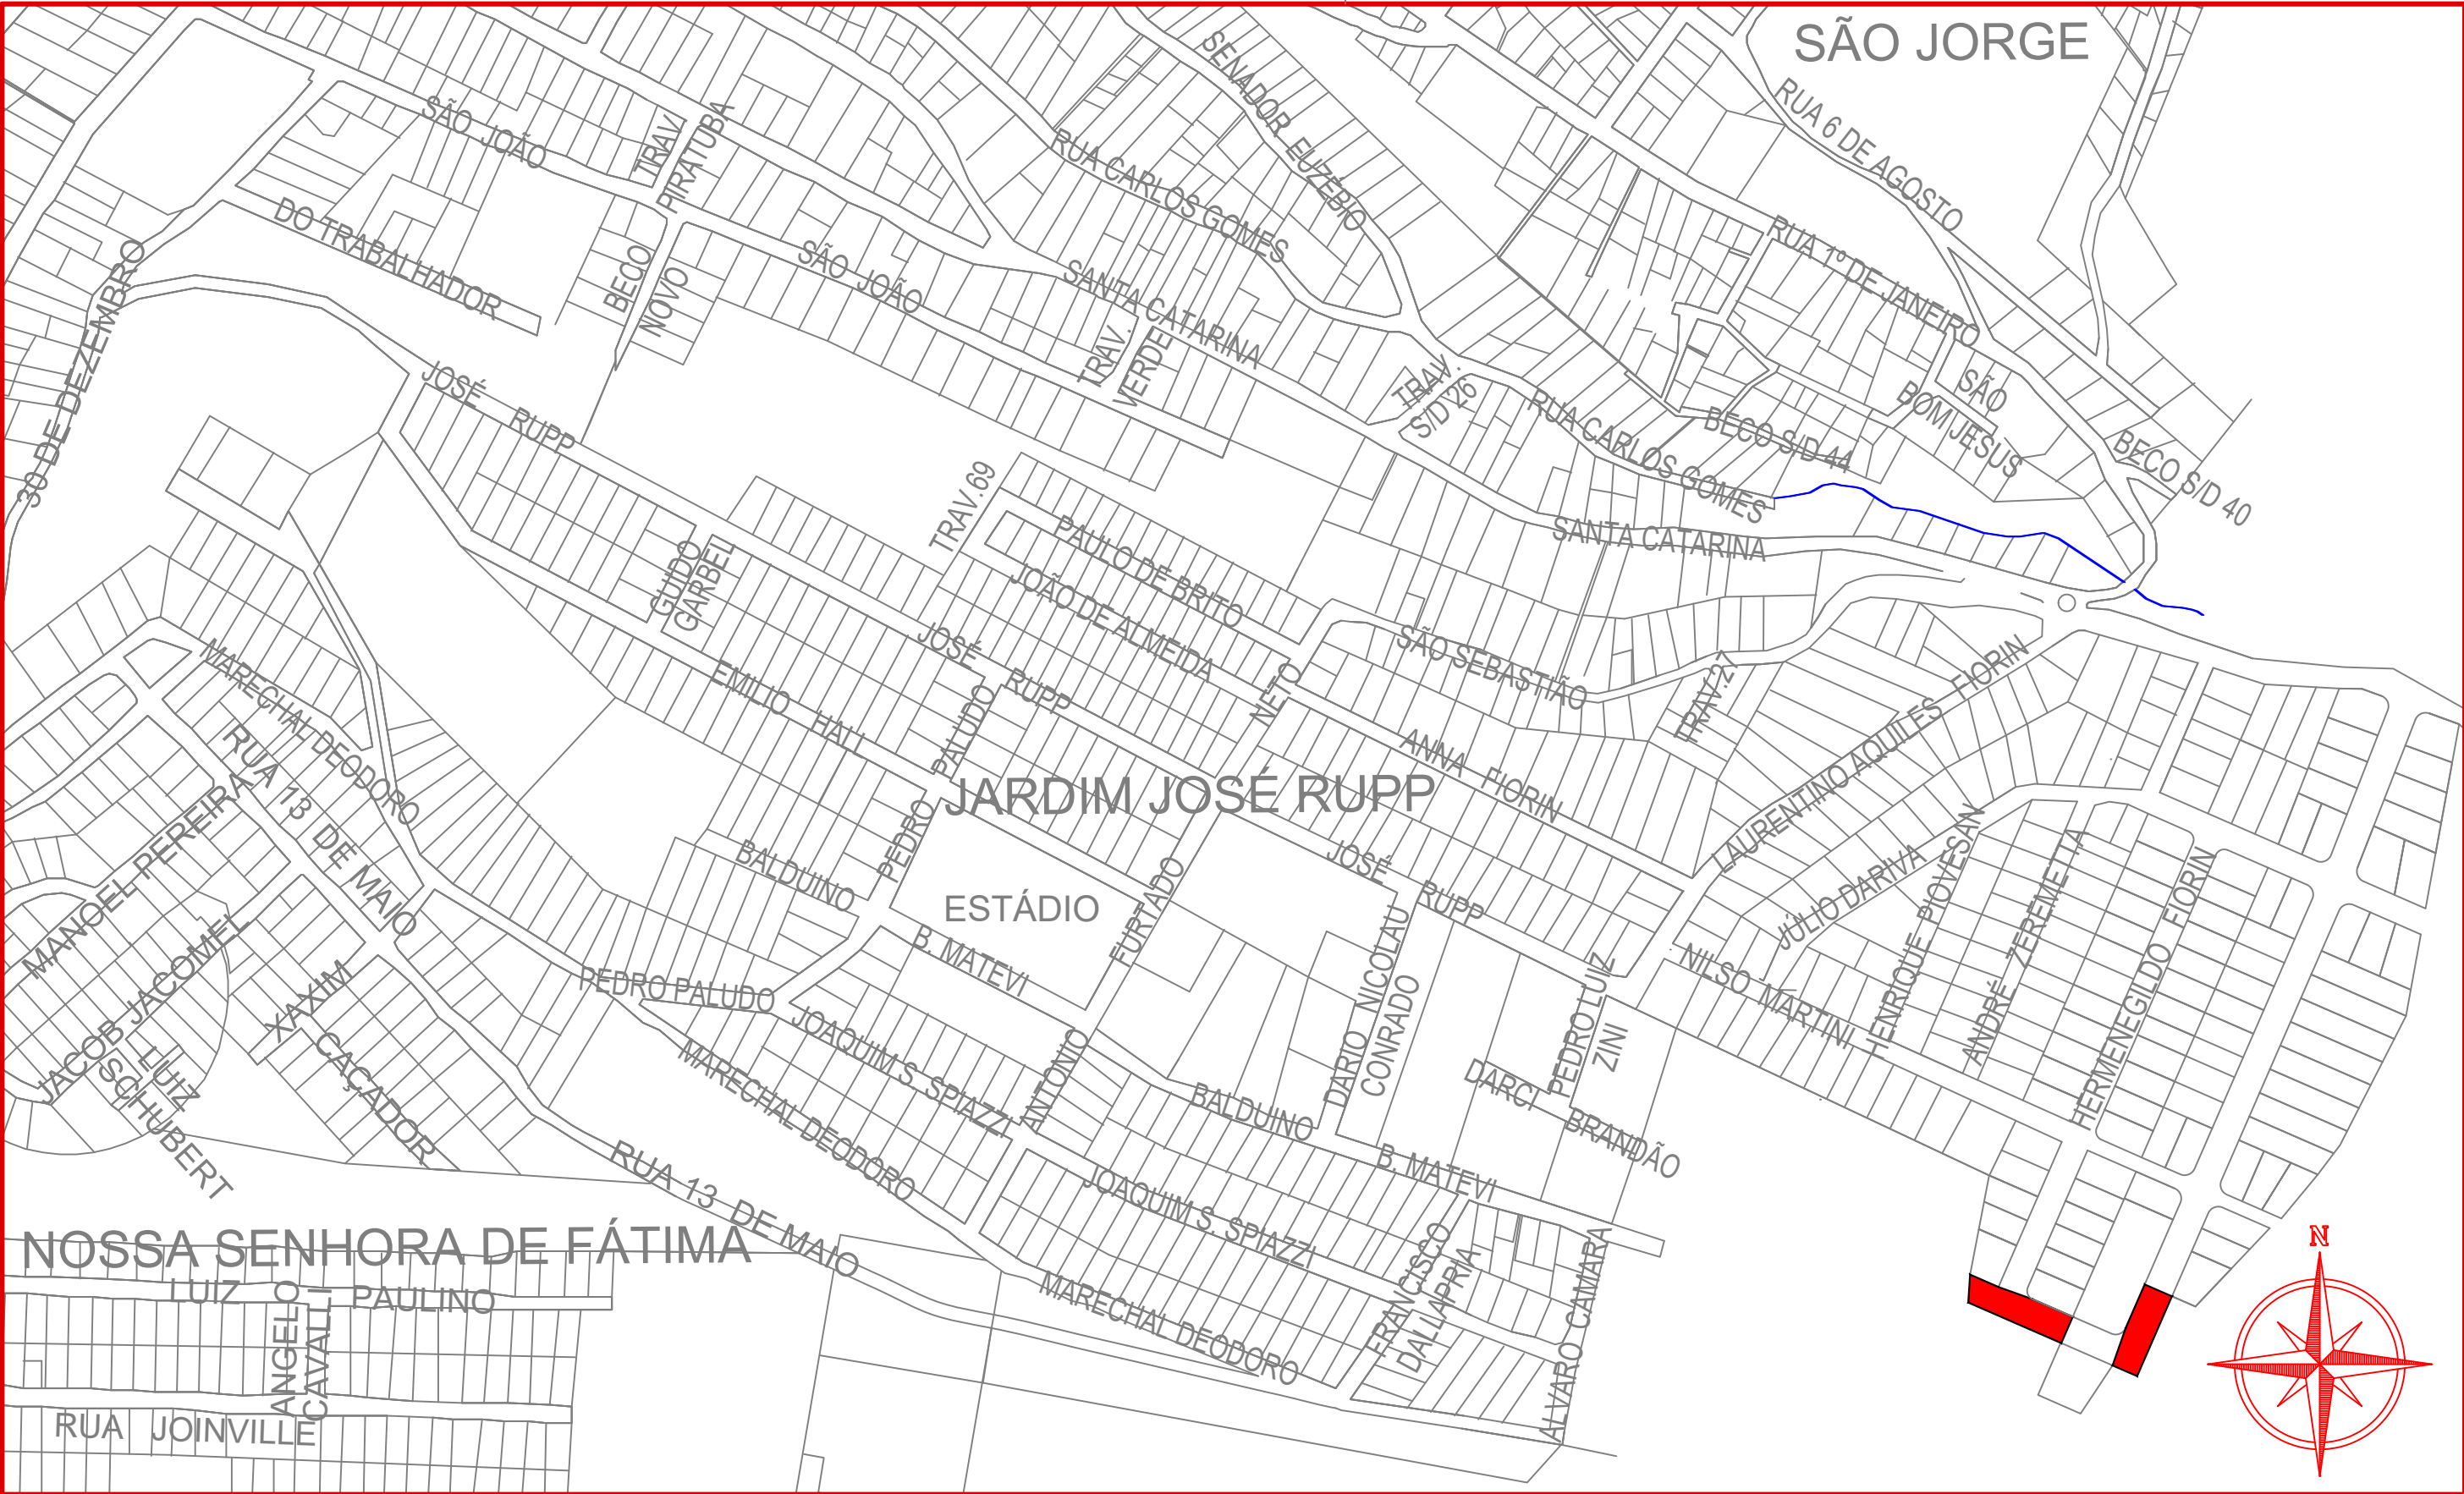 SÃO JORGE
SENADOR EUZÉBIO
RUA 6 DE AGOSTO
SÃO JOÃO
TRAV.
PIRATUBA
RUA CARLOS GOMES
RUA 1º DE JANEIRO
DO TRABALHADOR
30 DE DEZEMBRO
BECO
NOVO
SÃO JOÃO
SANTA CATARINA
TRAV.
VERDE
TRAV.
S/D 26
SÃO
BOM JESUS
JOSÉ RUPP
RUA CARLOS GOMES
BECO S/D 44
BECO S/D 40
TRAV.69
PAULO DE BRITO
SANTA CATARINA
GUIDO
GARBEL
JOÃO DE ALMEIDA
NETO
SÃO SEBASTIÃO
TRAV.27
LAURENTINO AQUILES FIORIN
MARECHAL DEODORO
EMILIO HALL
JOSÉ RUPP
PALUDO
PEDRO
ANNA FIORIN
JARDIM JOSÉ RUPP
RUA 13 DE MAIO
MANOEL PEREIRA
BALDUINO
ESTÁDIO
FURTADO
ANTONIO
JOSÉ RUPP
JÚLIO DARIVA
HENRIQUE PIOVESAN
ANDRÉ ZEREMETTA
HERMENEGILDO FIORIN
JACOB JACOMEL
B. MATEVI
DARIO NICOLAU
CONRADO
NILSO MARTINI
XAXIM
PEDRO PALUDO
JOAQUIM S. SPIAZZI
PEDRO LUIZ
ZINI
LUIZ
SCHUBERT
CAÇADOR
MARECHAL DEODORO
DARCI BRANDÃO
BALDUINO
B. MATEVI
RUA 13 DE MAIO
JOAQUIM S. SPIAZZI
NOSSA SENHORA DE FÁTIMA
FRANCISCO
DALLAPRIA
ALVARO CAMARA
N
LUIZ PAULINO
ANGELO
CAVALLI
MARECHAL DEODORO
RUA JOINVILLE